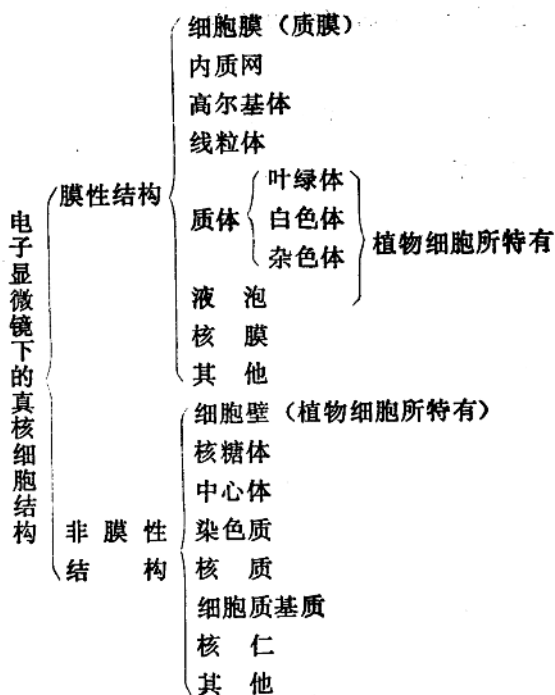 电子显微镜下的真核细胞结构
膜性结构
细胞膜（质膜）
内质网
高尔基体
线粒体
质体
叶绿体
白色体
杂色体
植物细胞所特有
液 泡
核 膜
其 他
非膜性
结 构
细胞壁（植物细胞所特有）
核糖体
中心体
染色质
核 质
细胞质基质
核 仁
其 他